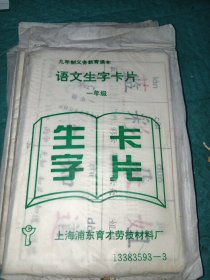 九年制义务教育课本
语文生字卡片
一年级
生字
卡片
上海浦东育才劳技材料厂
13383593—3